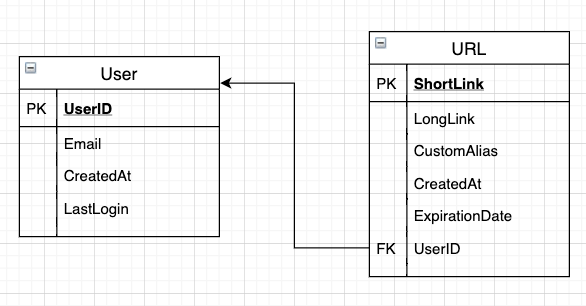 User
PK UserID
Email
CreatedAt
LastLogin
URL
PK ShortLink
LongLink
CustomAlias
CreatedAt
ExpirationDate
FK UserID